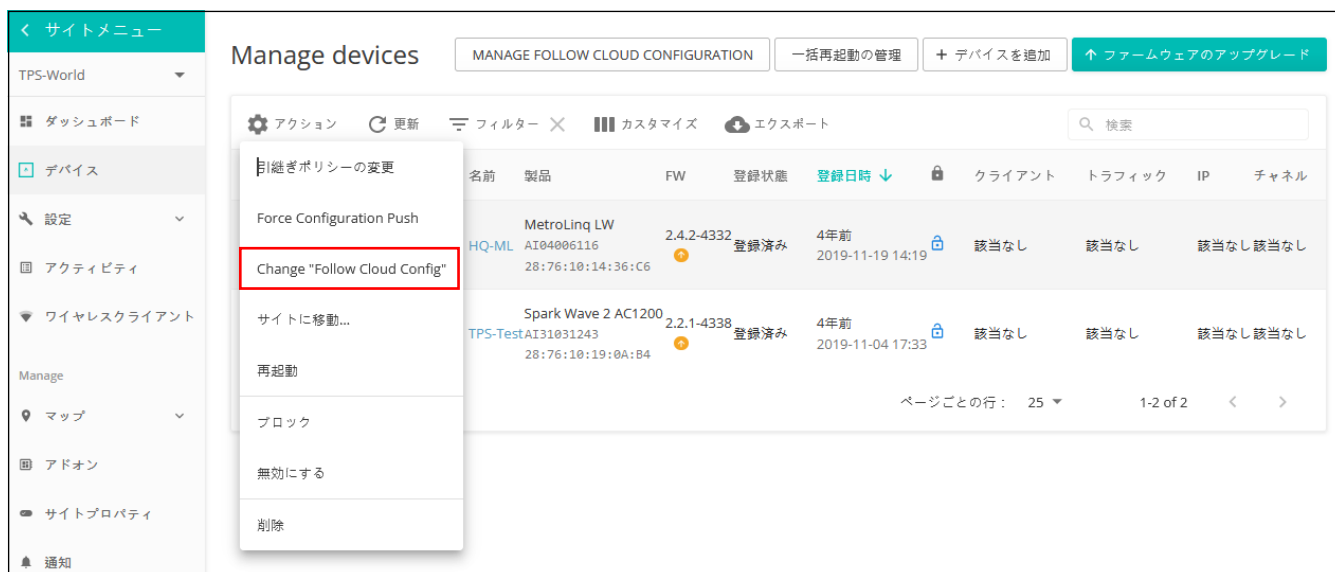 サイトメニュー
TPS-World
ダッシュボード
デバイス
設定
アクティビティ
ワイヤレスクライアント
Manage
マップ
アドオン
サイトプロパティ
通知
Manage devices
MANAGE FOLLOW CLOUD CONFIGURATION
一括再起動の管理
+ デバイスを追加
ファームウェアのアップグレード
アクション 更新 フィルター カスタマイズ エクスポート 検索
引継ぎポリシーの変更
Force Configuration Push
Change "Follow Cloud Config"
サイトに移動...
再起動
ブロック
無効にする
削除
名前 製品 FW 登録状態 登録日時 クライアント トラフィック IP チャネル
MetroLinq LW
HQ-ML AI04006116 2.4.2-4332 登録済み 4年前 該当なし 該当なし 該当なし 該当なし
28:76:10:14:36:C6 2019-11-19 14:19
Spark Wave 2 AC1200
TPS-Test AI31031243 2.2.1-4338 登録済み 4年前 該当なし 該当なし 該当なし 該当なし
28:76:10:19:0A:B4 2019-11-04 17:33
ページごとの行： 25 1-2 of 2